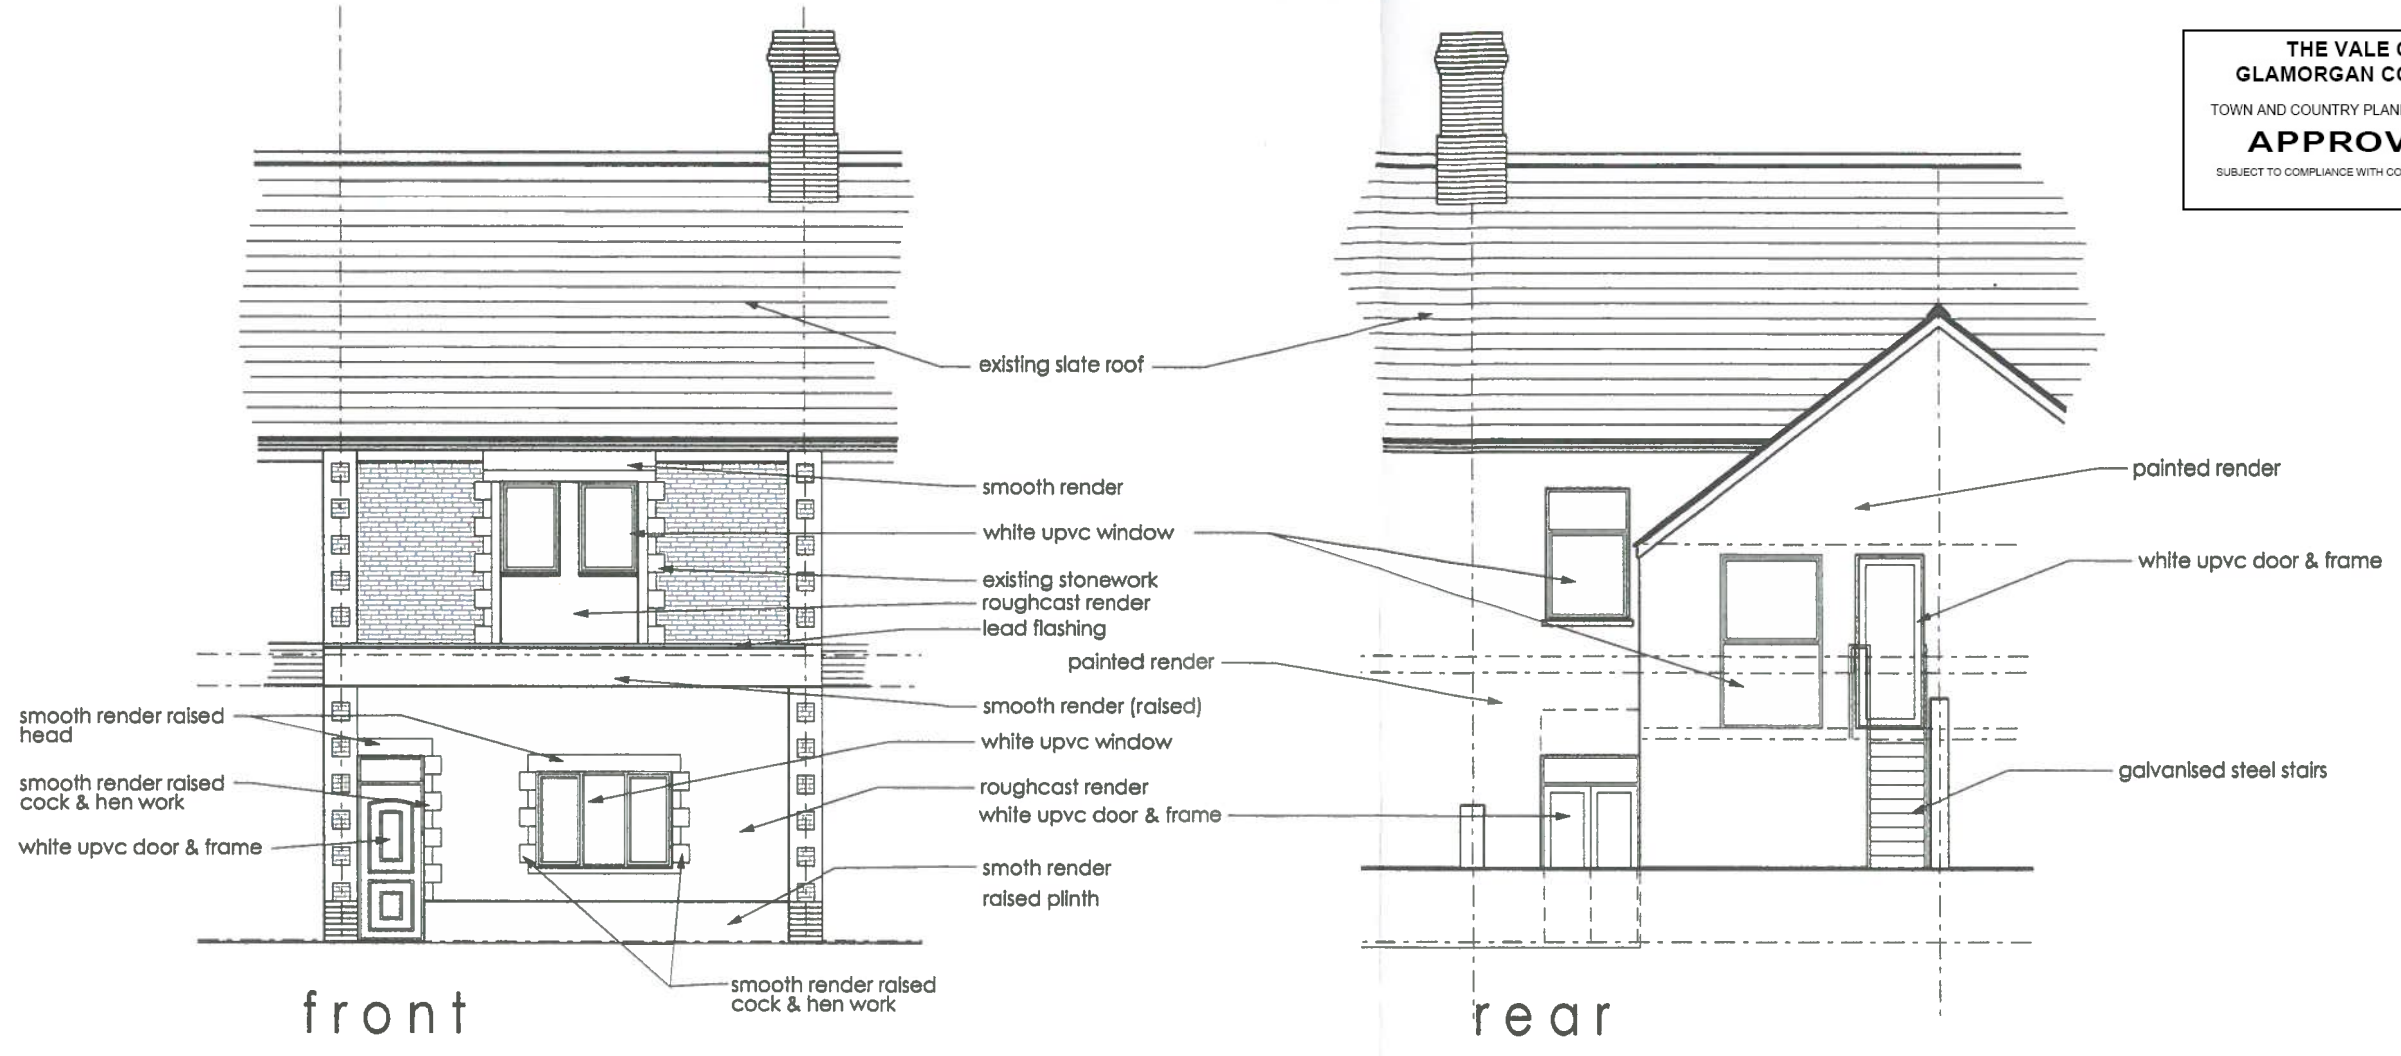 THE VALE
GLAMORGAN
TOWN AND COUNTRY
APPROV
SUBJECT TO COMPLIANCE WITH
existing slate roof
smooth render
white upvc window
existing stonework
roughcast render
lead flashing
painted render
smooth render (raised)
white upvc window
roughcast render
white upvc door & frame
smoth render
raised plinth
smooth render raised
head
smooth render raised
cock & hen work
white upvc door & frame
smooth render raised
cock & hen work
painted render
white upvc door & frame
galvanised steel stairs
front
rear